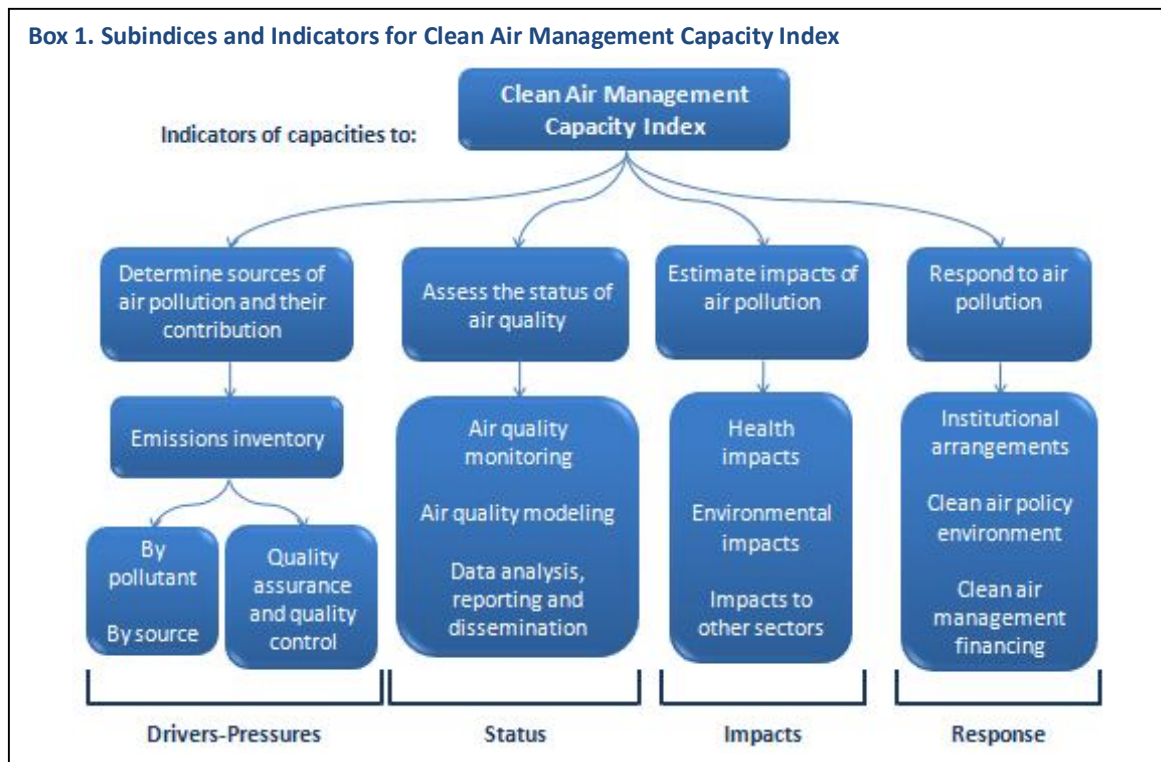 Box 1. Subindices and Indicators for Clean Air Management Capacity Index
Clean Air Management
Capacity Index
Indicators of capacities to:
Determine sources of
air pollution and their
contribution
Assess the status of
air quality
Estimate impacts of
air pollution
Respond to air
pollution
Emissions inventory
By
pollutant
By source
Quality
assurance
and quality
control
Air quality
monitoring
Air quality modeling
Data analysis,
reporting and
dissemination
Health
impacts
Environmental
impacts
Impacts to
other sectors
Institutional
arrangements
Clean air policy
environment
Clean air
management
financing
Drivers-Pressures
Status
Impacts
Response